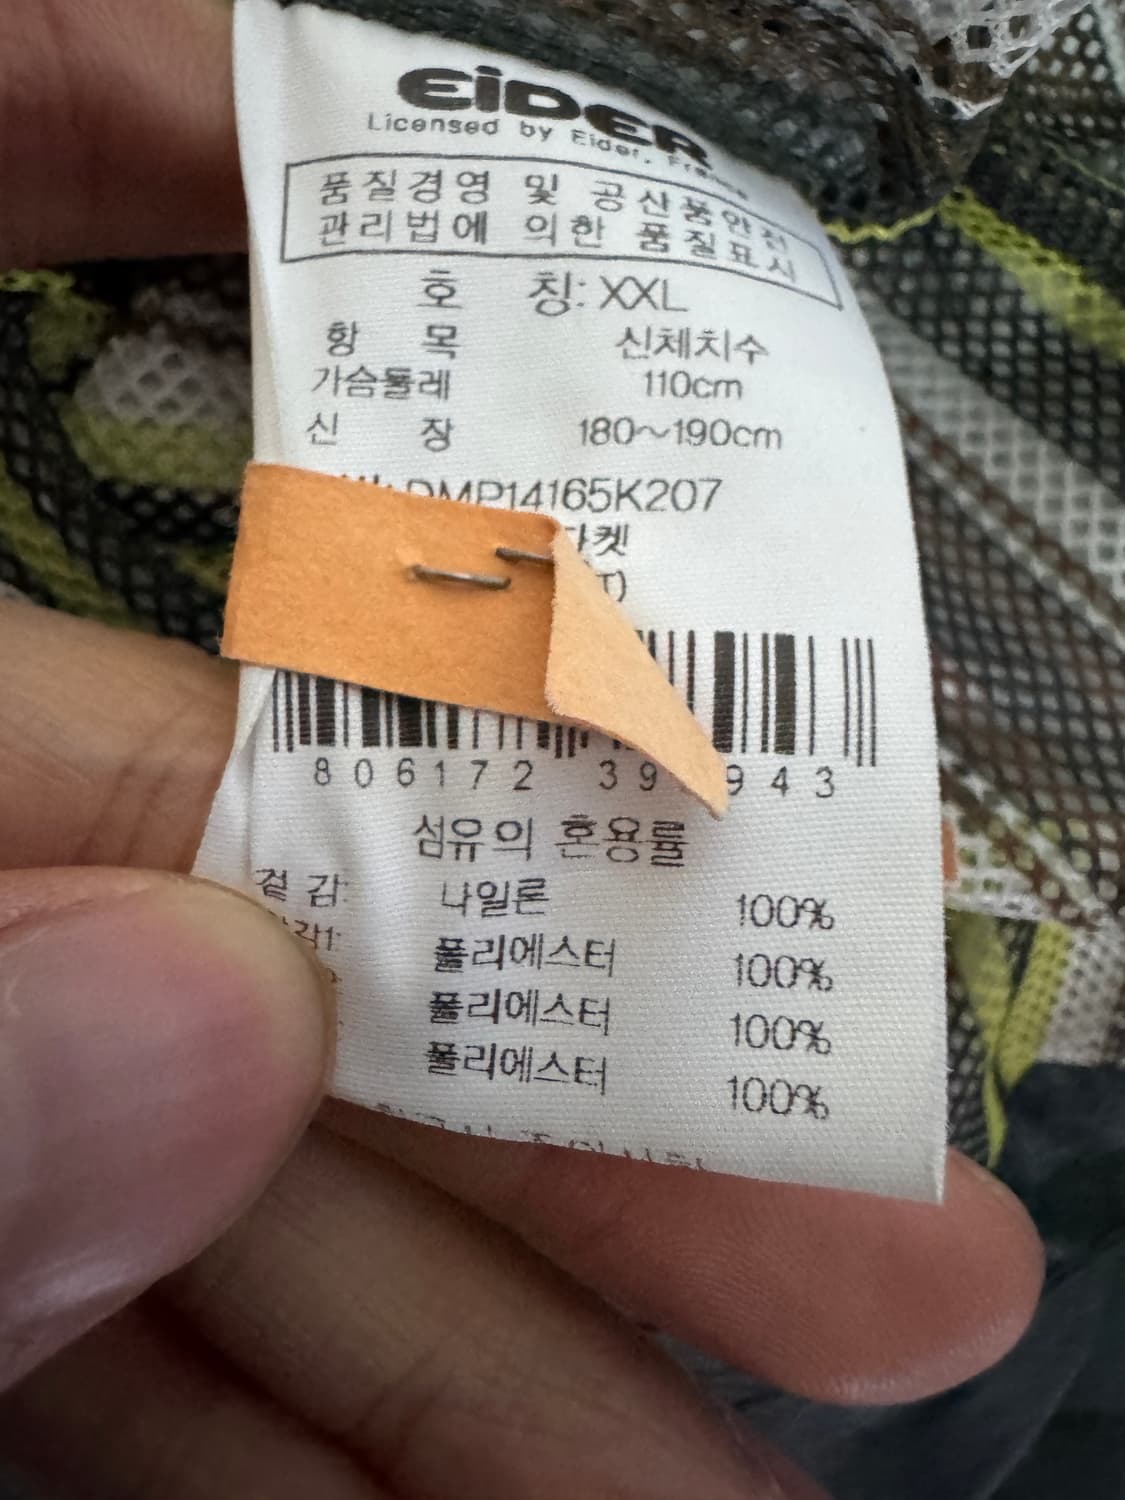 EiDER
Licensed by Eider, France
품질경영 및 공산품안전
관리법에 의한 품질표시
호 칭: XXL
항 목 신체치수
가슴둘레 110cm
신 장 180~190cm
DMP14165K207
806172 39 943
섬유의 혼용률
겉 감: 나일론 100%
폴리에스터 100%
폴리에스터 100%
폴리에스터 100%